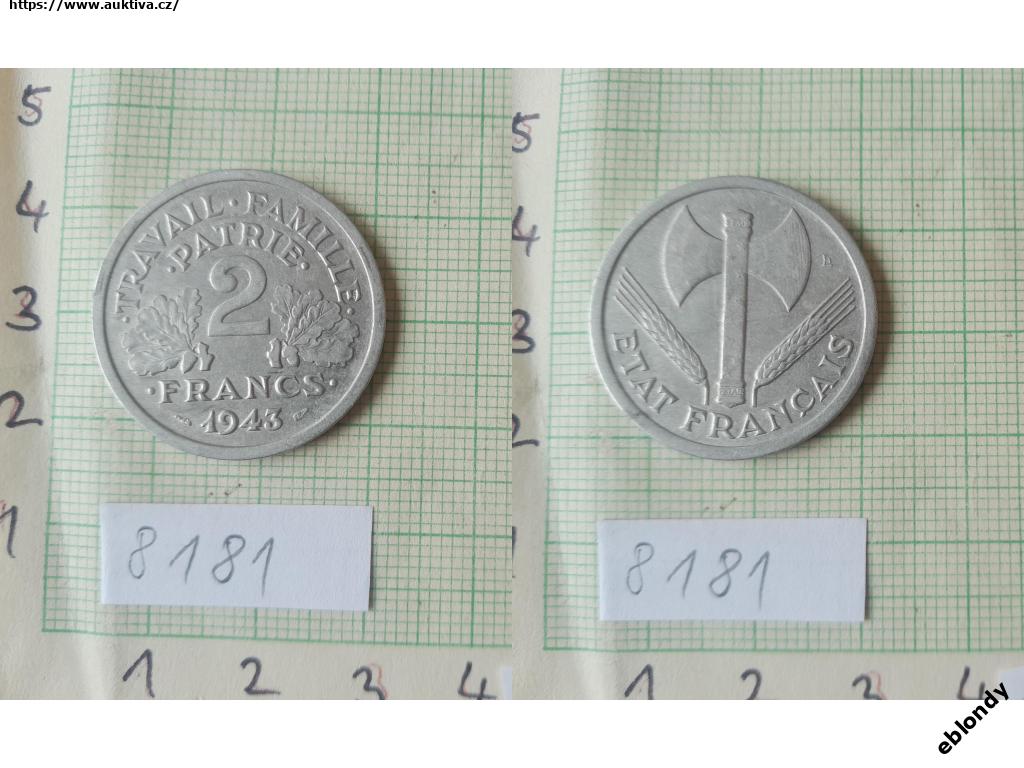 https://www.auktiva.cz/
5
4
3
2
1
TRAVAIL · FAMILLE ·
· PATRIE ·
2
· FRANCS ·
1943
8181
1 2 3 4
5
4
3
2
1
ETAT FRANÇAIS
8181
1 2 3 4
eblondy